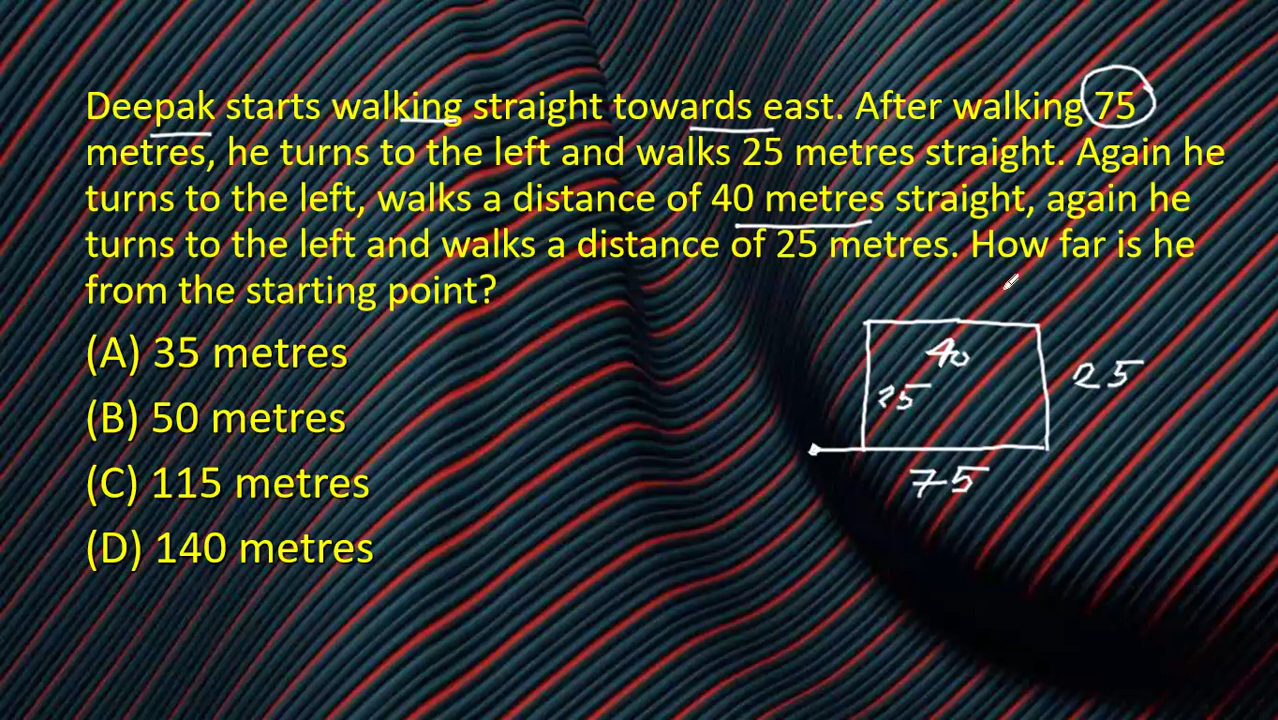 Deepak starts walking straight towards east. After walking 75
metres, he turns to the left and walks 25 metres straight. Again he
turns to the left, walks a distance of 40 metres straight, again he
turns to the left and walks a distance of 25 metres. How far is he
from the starting point?
(A) 35 metres
(B) 50 metres
(C) 115 metres
(D) 140 metres
40
25
25
75